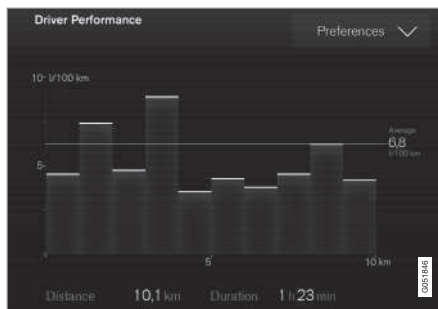 Driver Performance
Preferences
10- l/100 km
Average
6,8
l/100 km
5-
5
10 km
Distance 10,1 km Duration 1 h 23 min
G051846